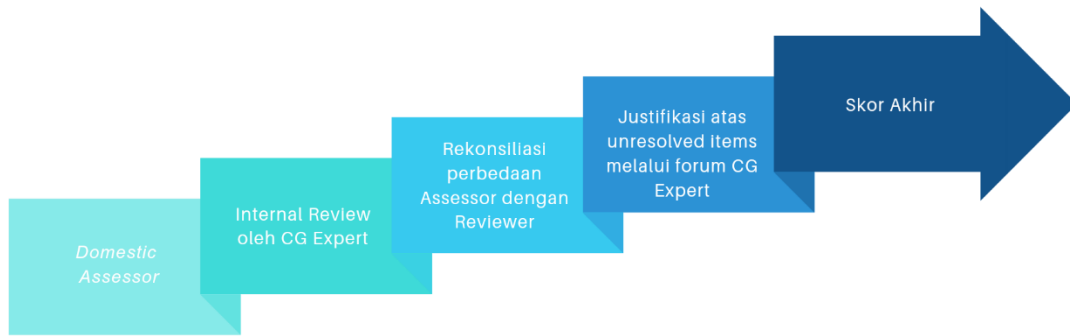 Domestic
Assessor
Internal Review
oleh CG Expert
Rekonsiliasi
perbedaan
Assessor dengan
Reviewer
Justifikasi atas
unresolved items
melalui forum CG
Expert
Skor Akhir